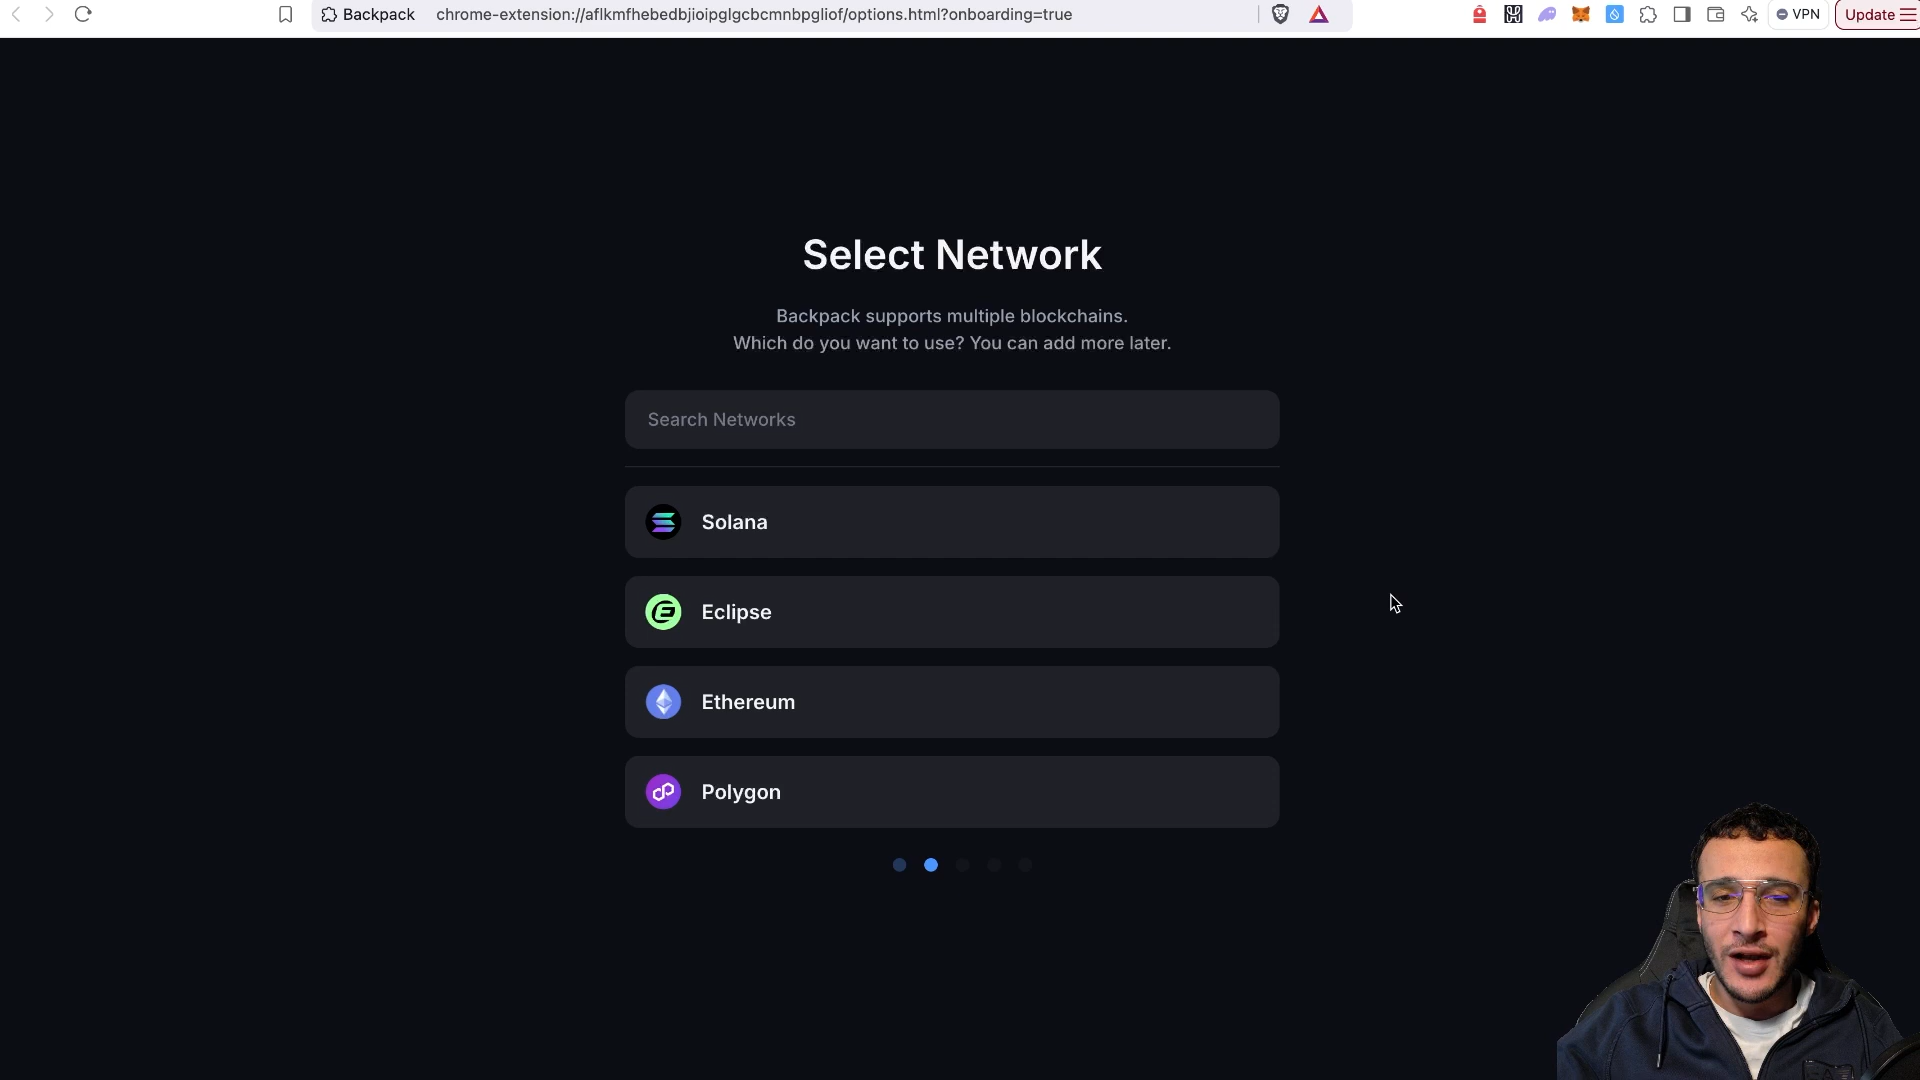 Backpack chrome-extension://aflkmfhebedbjioipglgcbcmnbpgliof/options.html?onboarding=true VPN Update
Select Network
Backpack supports multiple blockchains.
Which do you want to use? You can add more later.
Search Networks
Solana
Eclipse
Ethereum
Polygon